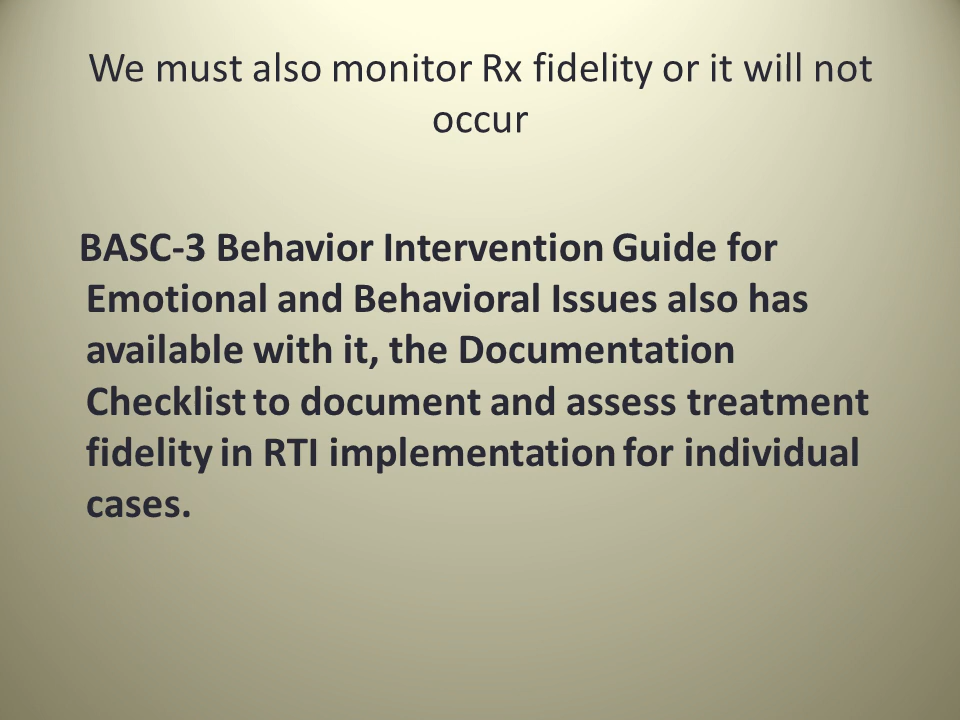 We must also monitor Rx fidelity or it will not
occur
BASC-3 Behavior Intervention Guide for
Emotional and Behavioral Issues also has
available with it, the Documentation
Checklist to document and assess treatment
fidelity in RTI implementation for individual
cases.